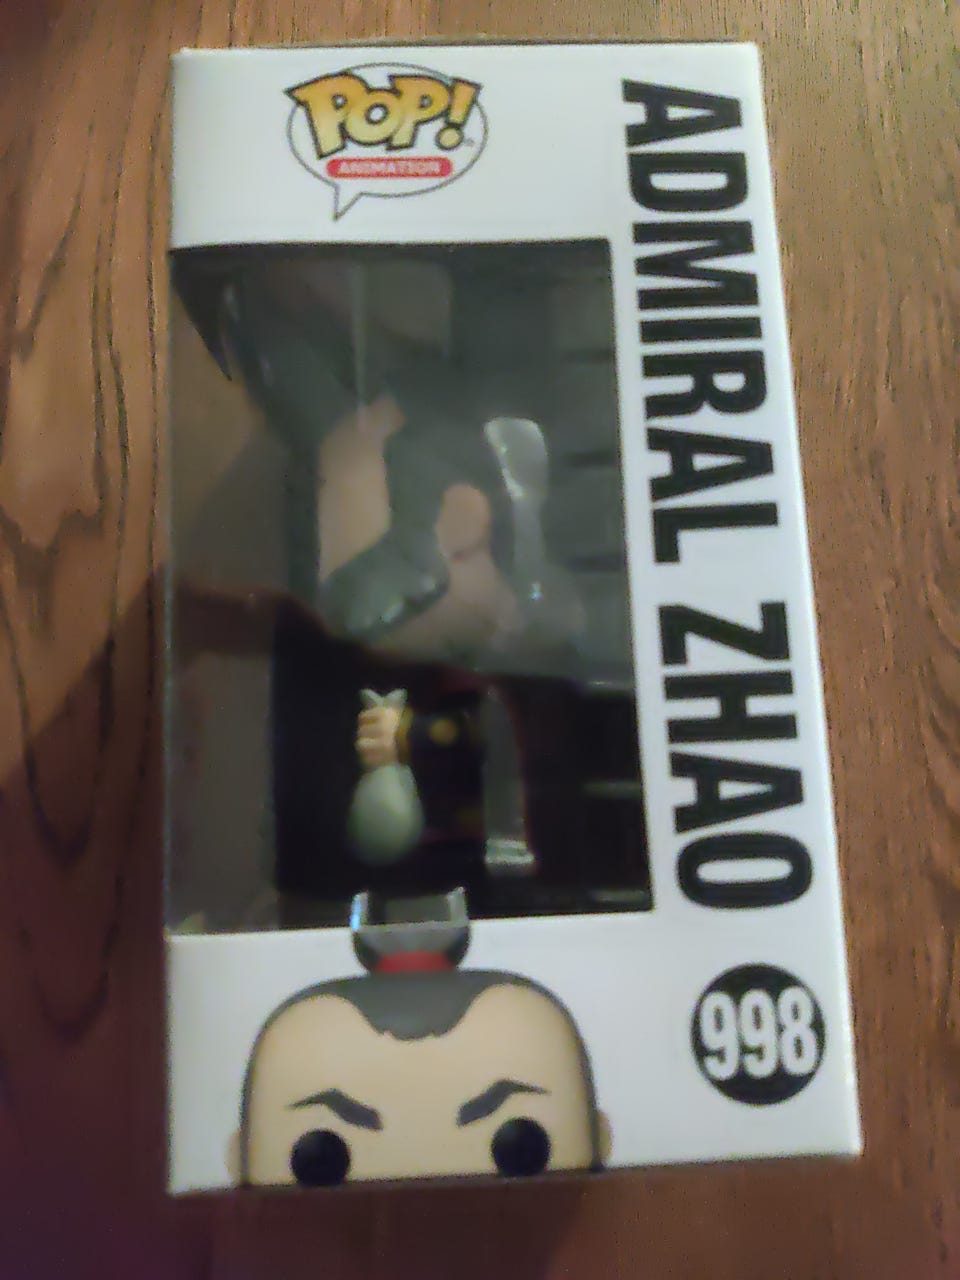 POP!
ANIMATION
ADMIRAL ZHAO
998